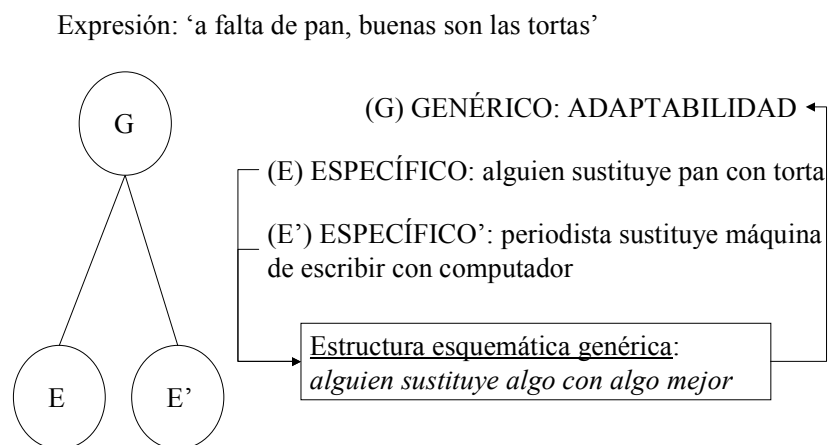 Expresión: ‘a falta de pan, buenas son las tortas’
G
(G) GENÉRICO: ADAPTABILIDAD
(E) ESPECÍFICO: alguien sustituye pan con torta
(E’) ESPECÍFICO’: periodista sustituye máquina
de escribir con computador
Estructura esquemática genérica:
alguien sustituye algo con algo mejor
E
E’